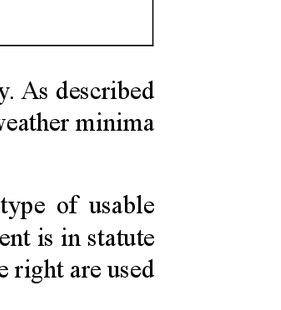 y. As described
weather minima
type of usable
ent is in statute
e right are used